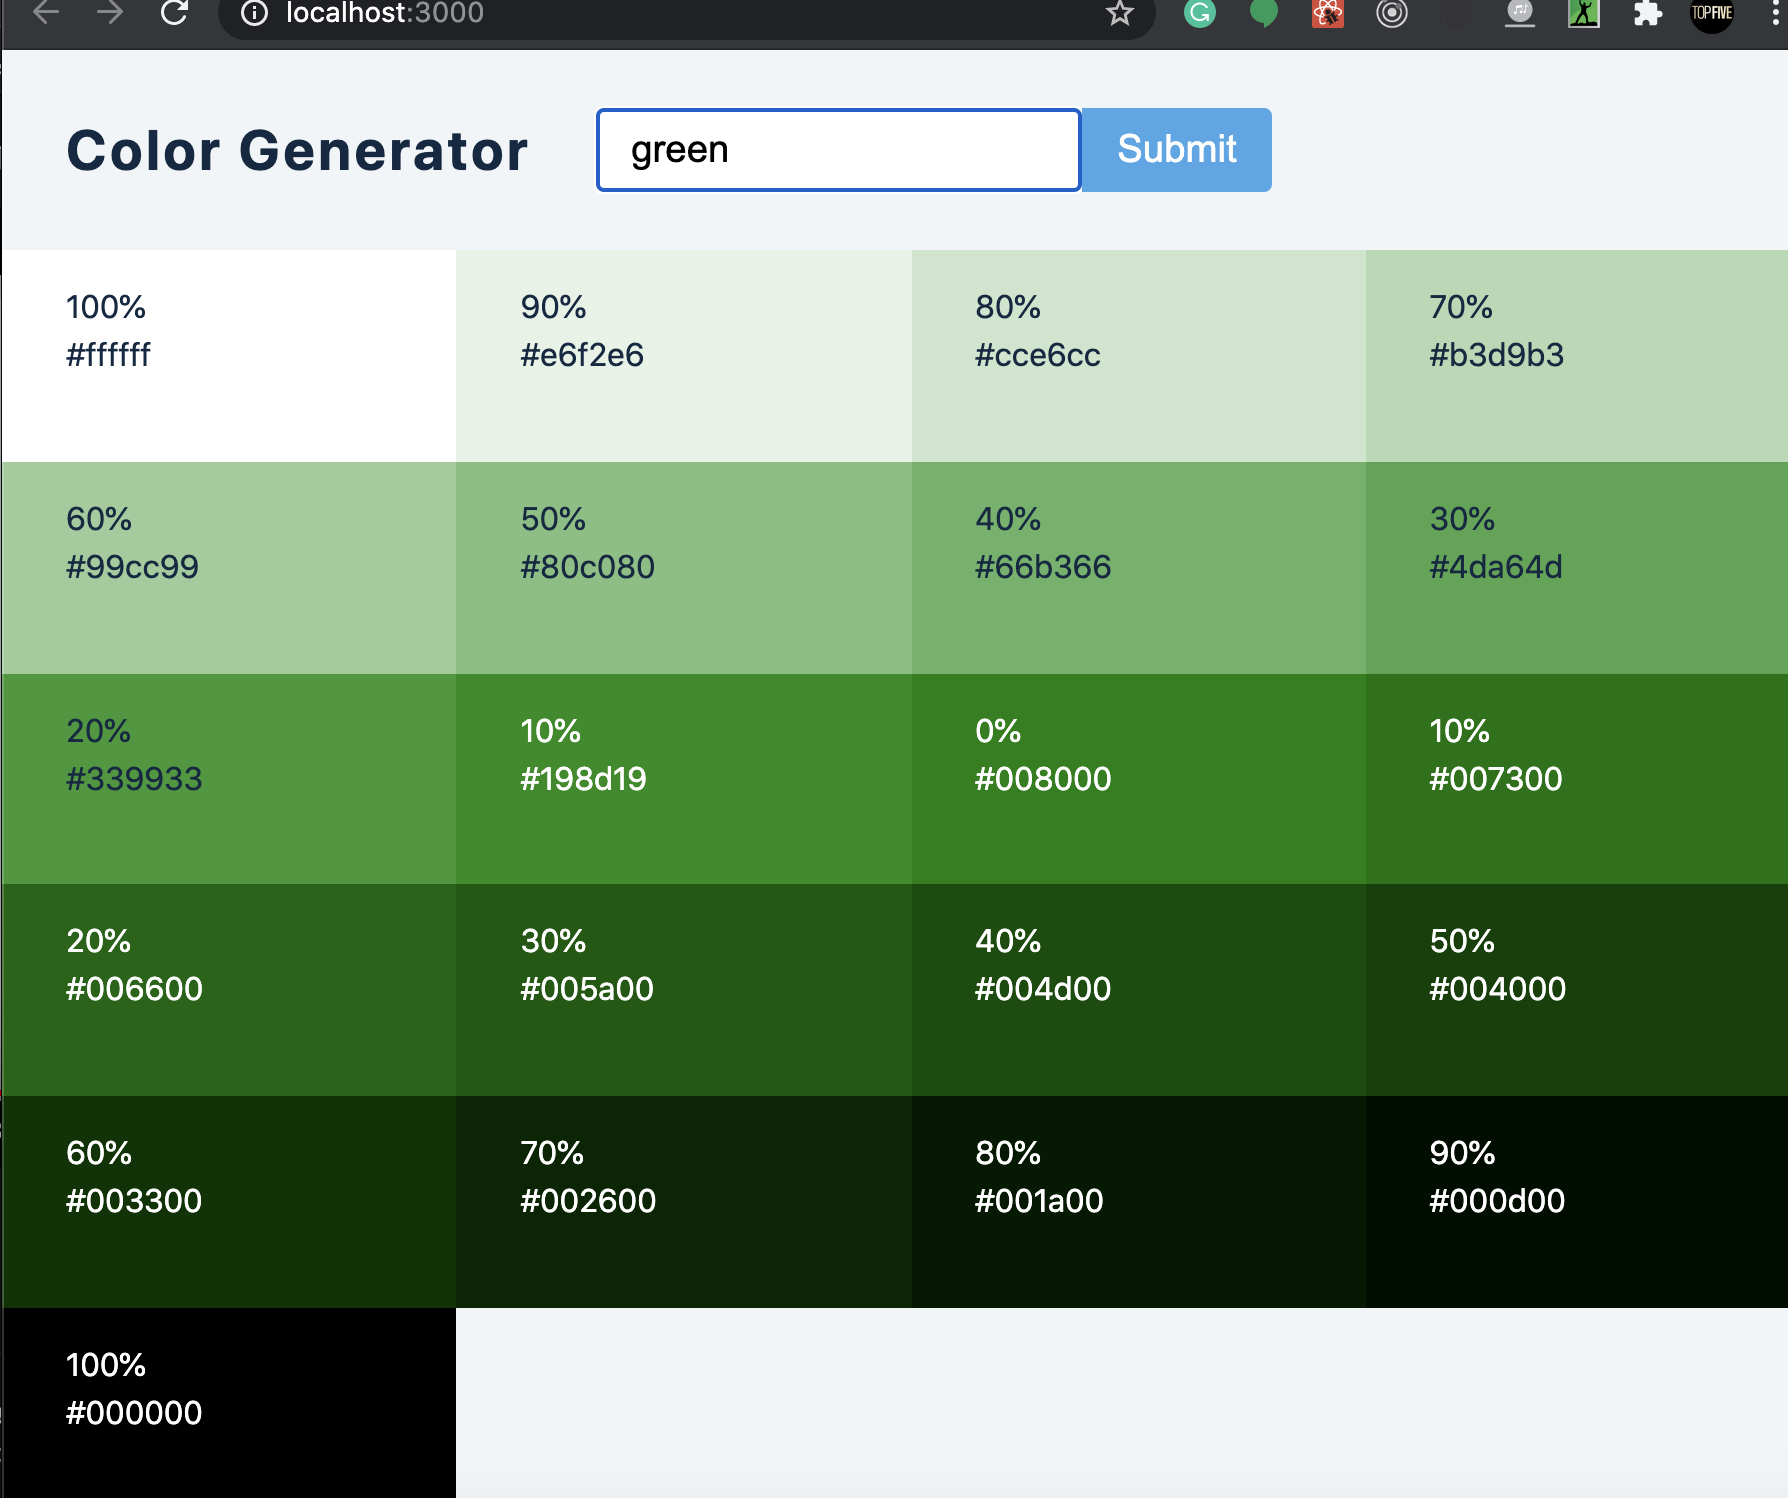 localhost:3000
TOP FIVE
Color Generator
green
Submit
100%
#ffffff
90%
#e6f2e6
80%
#cce6cc
70%
#b3d9b3
60%
#99cc99
50%
#80c080
40%
#66b366
30%
#4da64d
20%
#339933
10%
#198d19
0%
#008000
10%
#007300
20%
#006600
30%
#005a00
40%
#004d00
50%
#004000
60%
#003300
70%
#002600
80%
#001a00
90%
#000d00
100%
#000000